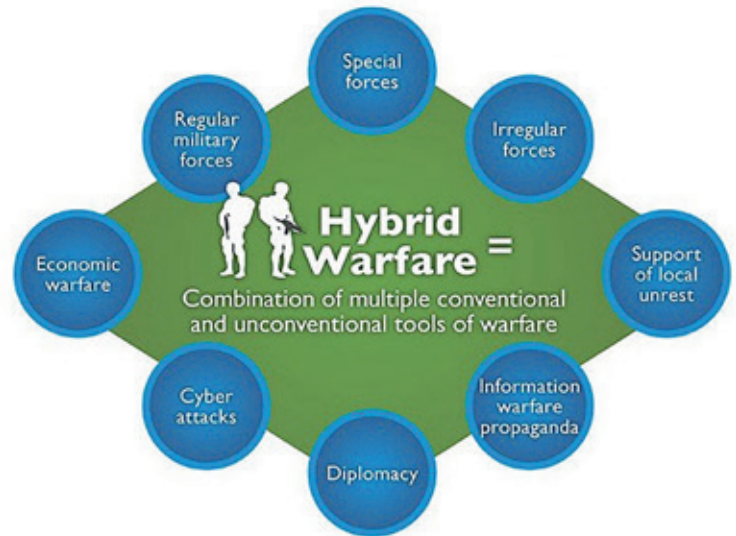 Special
forces
Regular
military
forces
Irregular
forces
Hybrid
Warfare =
Combination of multiple conventional
and unconventional tools of warfare
Economic
warfare
Support
of local
unrest
Cyber
attacks
Information
warfare
propaganda
Diplomacy